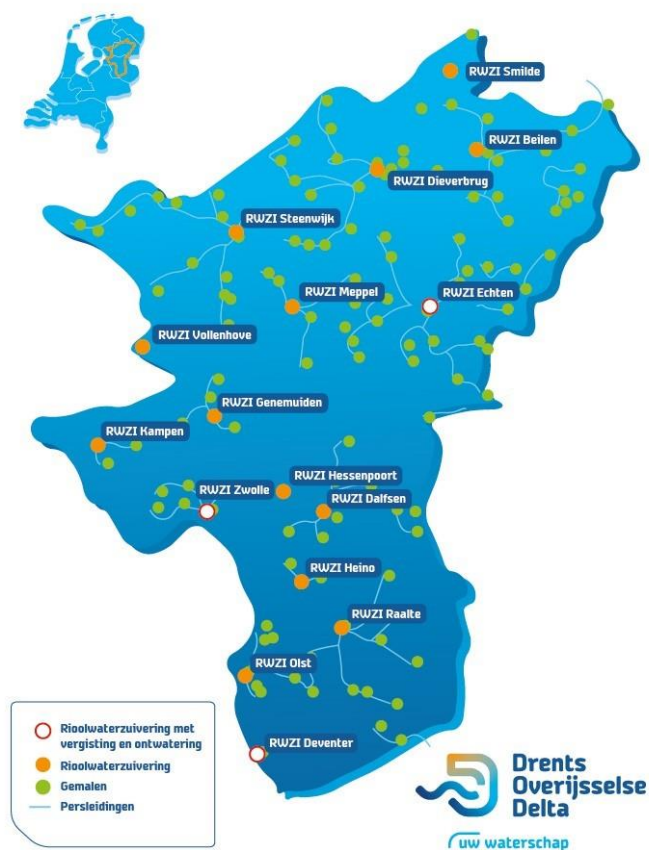 RWZI Smilde
RWZI Beilen
RWZI Dieverbrug
RWZI Steenwijk
RWZI Meppel
RWZI Echten
RWZI Vollenhove
RWZI Genemuiden
RWZI Kampen
RWZI Hessenpoort
RWZI Zwolle
RWZI Dalfsen
RWZI Heino
RWZI Raalte
RWZI Olst
RWZI Deventer
Rioolwaterzuivering met
vergisting en ontwatering
Rioolwaterzuivering
Gemalen
Persleidingen
Drents
Overijsselse
Delta
uw waterschap